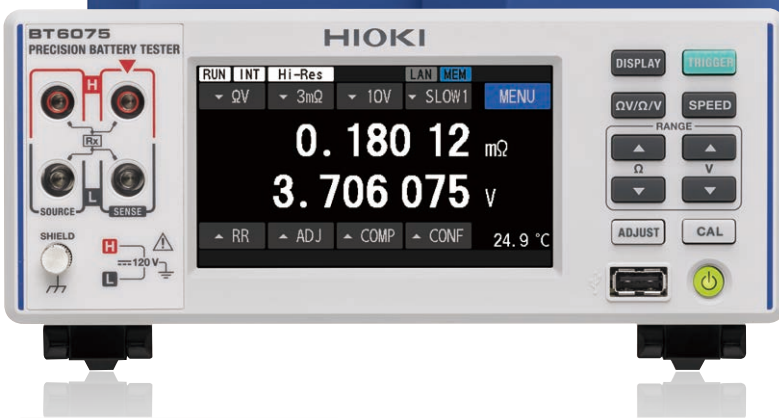 BT6075
PRECISION BATTERY TESTER
HIOKI
H
Rx
L
SOURCE
SENSE
SHIELD
H
L
120 V
RUN INT Hi-Res LAN MEM
ΩV 3mΩ 10V SLOW1 MENU
0.180 12 mΩ
3.706 075 V
RR ADJ COMP CONF 24.9 °C
DISPLAY TRIGGER
ΩV/Ω/V SPEED
RANGE
Ω V
ADJUST CAL